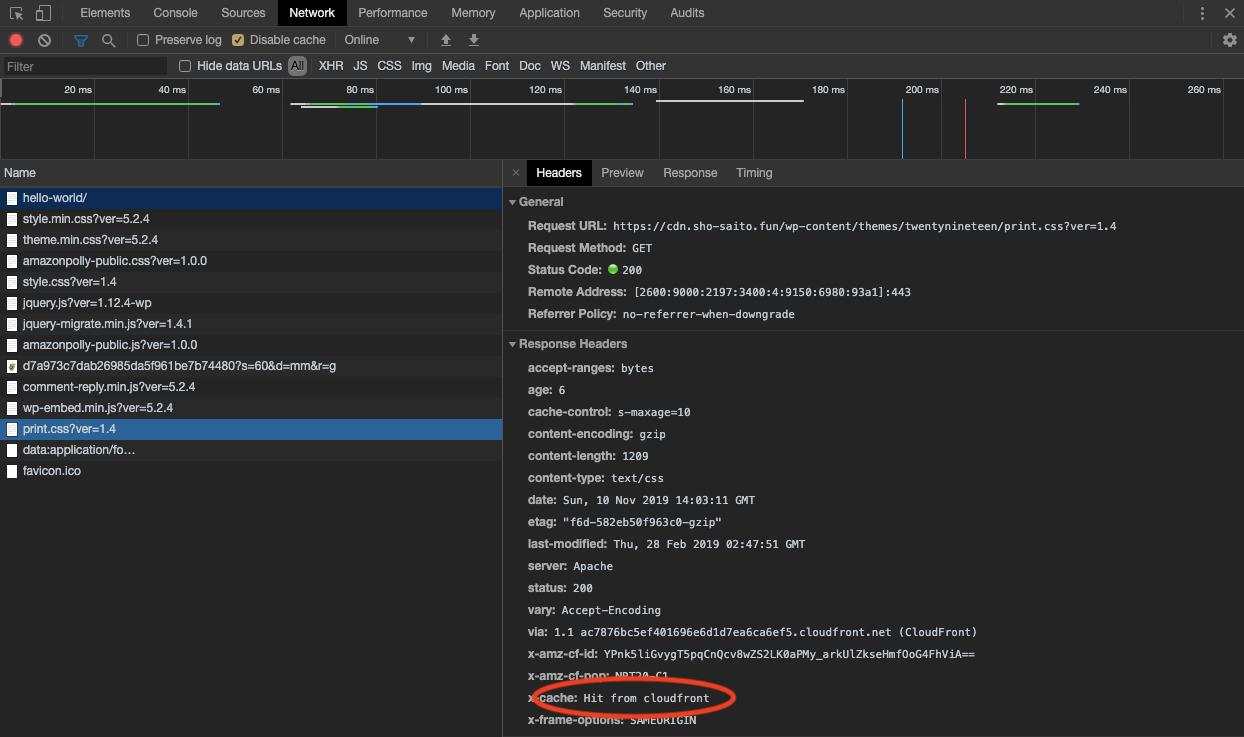 Elements Console Sources Network Performance Memory Application Security Audits
Preserve log Disable cache Online
Filter Hide data URLs All XHR JS CSS Img Media Font Doc WS Manifest Other
20 ms 40 ms 60 ms 80 ms 100 ms 120 ms 140 ms 160 ms 180 ms 200 ms 220 ms 240 ms 260 ms
Name
hello-world/
style.min.css?ver=5.2.4
theme.min.css?ver=5.2.4
amazonpolly-public.css?ver=1.0.0
style.css?ver=1.4
jquery.js?ver=1.12.4-wp
jquery-migrate.min.js?ver=1.4.1
amazonpolly-public.js?ver=1.0.0
d7a973c7dab26985da5f961be7b74480?s=60&d=mm&r=g
comment-reply.min.js?ver=5.2.4
wp-embed.min.js?ver=5.2.4
print.css?ver=1.4
data:application/fo…
favicon.ico
Headers Preview Response Timing
General
Request URL: https://cdn.sho-saito.fun/wp-content/themes/twentynineteen/print.css?ver=1.4
Request Method: GET
Status Code: 200
Remote Address: [2600:9000:2197:3400:4:9150:6980:93a1]:443
Referrer Policy: no-referrer-when-downgrade
Response Headers
accept-ranges: bytes
age: 6
cache-control: s-maxage=10
content-encoding: gzip
content-length: 1209
content-type: text/css
date: Sun, 10 Nov 2019 14:03:11 GMT
etag: "f6d-582eb50f963c0-gzip"
last-modified: Thu, 28 Feb 2019 02:47:51 GMT
server: Apache
status: 200
vary: Accept-Encoding
via: 1.1 ac7876bc5ef401696e6d1d7ea6ca6ef5.cloudfront.net (CloudFront)
x-amz-cf-id: YPnk5liGvygT5pqCnQcv8wZS2LK0aPMy_arkUlZkseHmfOoG4FhViA==
x-amz-cf-pop: NRT20-C1
x-cache: Hit from cloudfront
x-frame-options: SAMEORIGIN